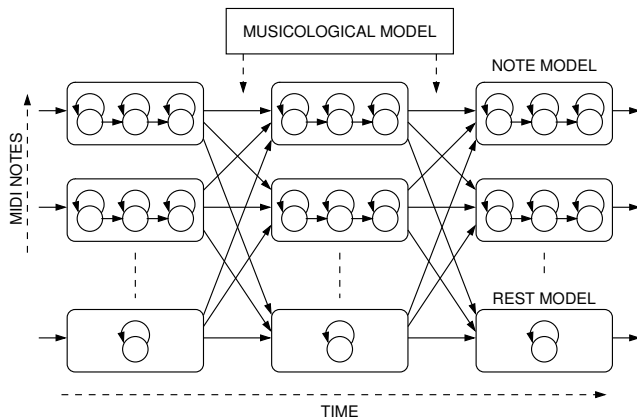 MUSICOLOGICAL MODEL
NOTE MODEL
MIDI NOTES
REST MODEL
TIME